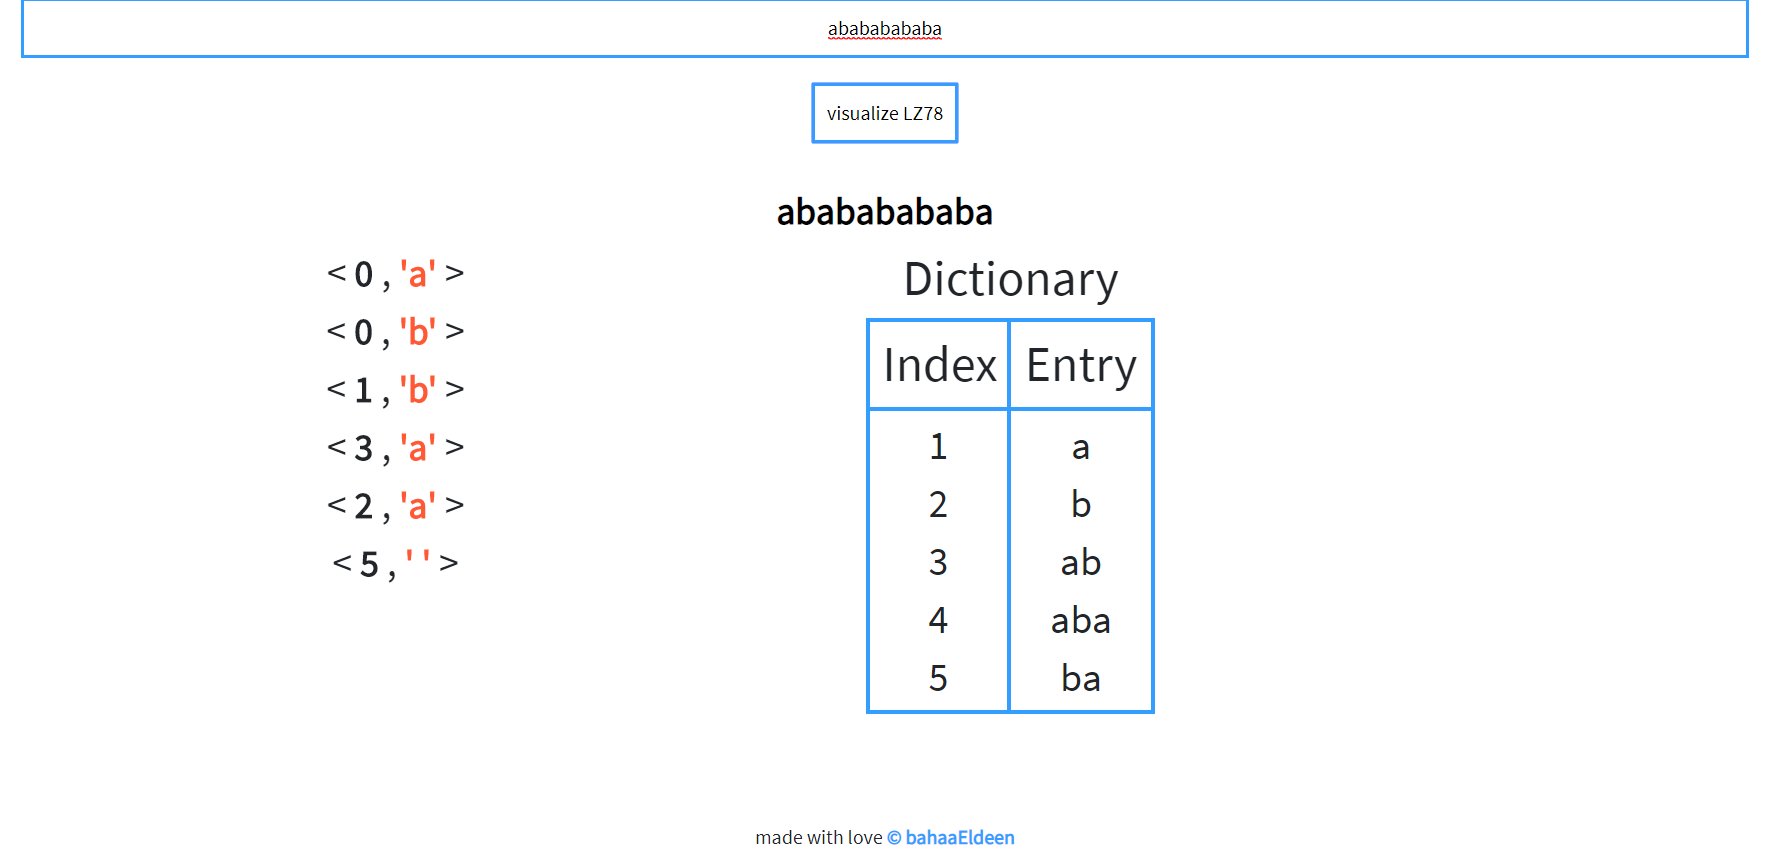 abababababa
visualize LZ78
abababababa
< 0 , 'a' >
< 0 , 'b' >
< 1 , 'b' >
< 3 , 'a' >
< 2 , 'a' >
< 5 , ' ' >
Dictionary
Index Entry
1 a
2 b
3 ab
4 aba
5 ba
made with love © bahaaEldeen